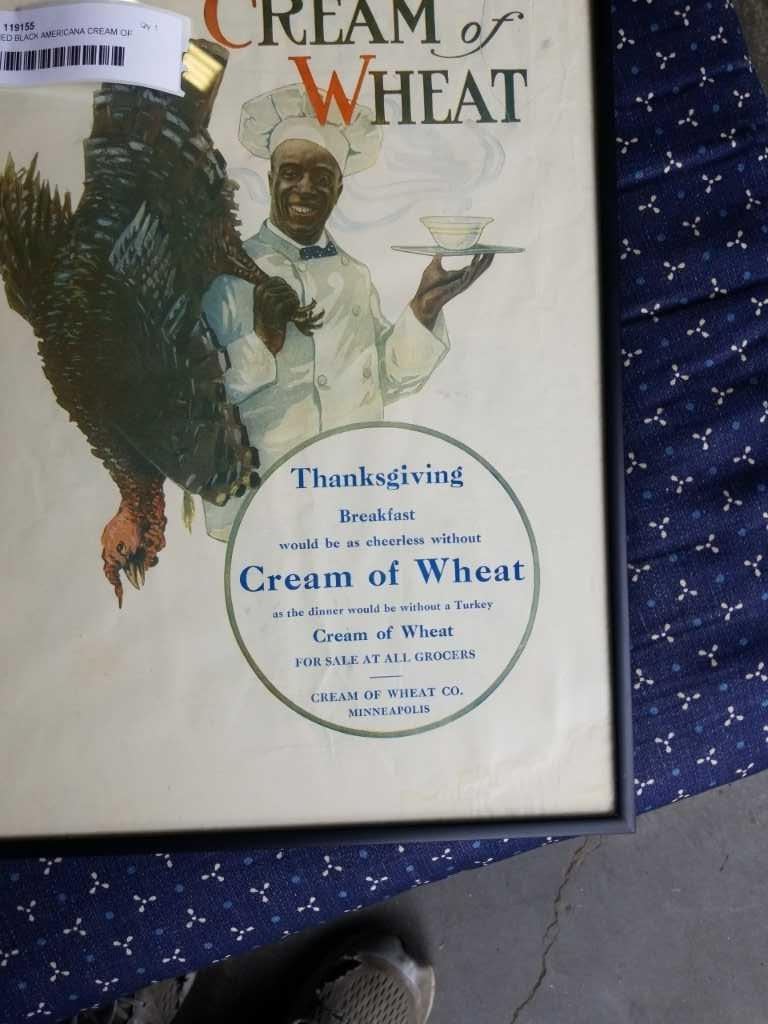 119155
Qty 1
BLACK AMERICANA CREAM OF
CREAM of
WHEAT
Thanksgiving
Breakfast
would be as cheerless without
Cream of Wheat
as the dinner would be without a Turkey
Cream of Wheat
FOR SALE AT ALL GROCERS
CREAM OF WHEAT CO.
MINNEAPOLIS